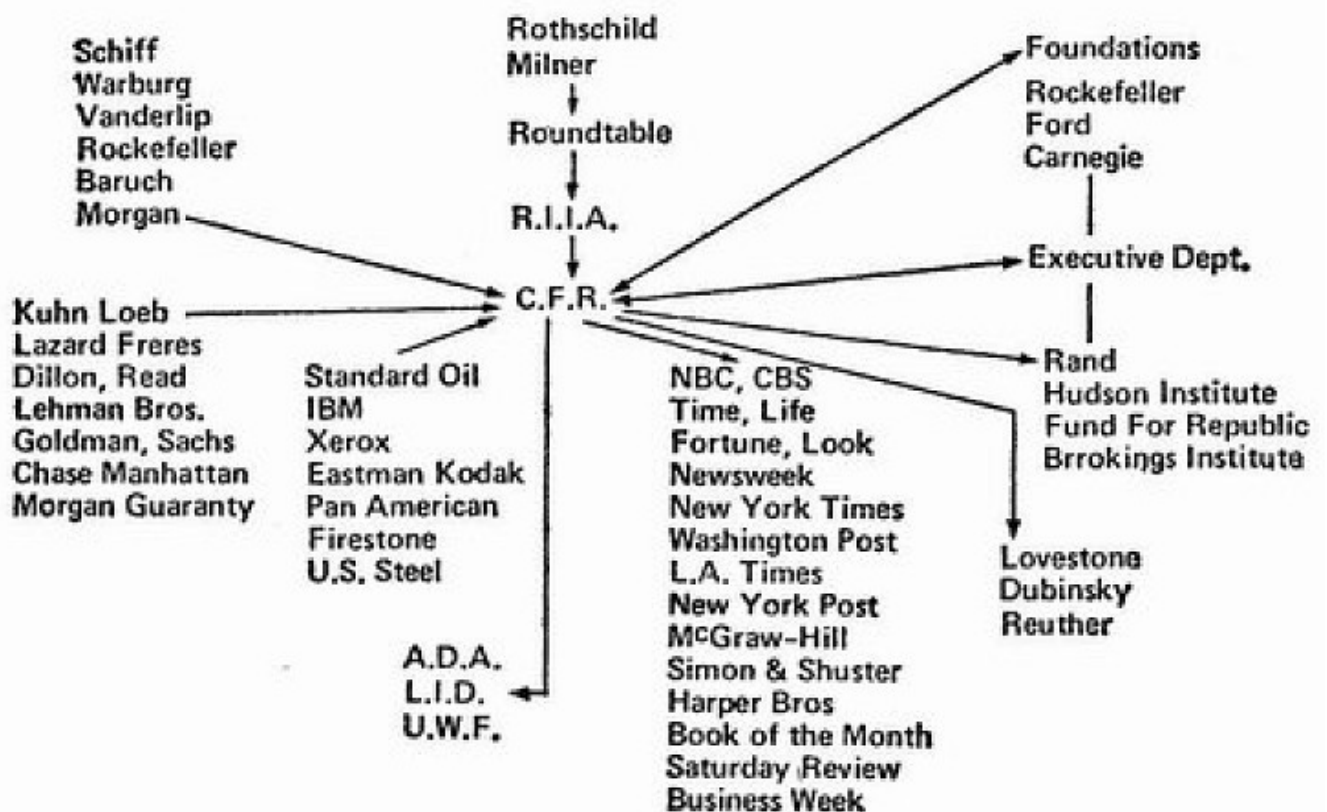 Schiff
Warburg
Vanderlip
Rockefeller
Baruch
Morgan
Rothschild
Milner
Roundtable
R.I.I.A.
C.F.R.
Foundations
Rockefeller
Ford
Carnegie
Executive Dept.
Rand
Hudson Institute
Fund For Republic
Brrokings Institute
Kuhn Loeb
Lazard Freres
Dillon, Read
Lehman Bros.
Goldman, Sachs
Chase Manhattan
Morgan Guaranty
Standard Oil
IBM
Xerox
Eastman Kodak
Pan American
Firestone
U.S. Steel
NBC, CBS
Time, Life
Fortune, Look
Newsweek
New York Times
Washington Post
L.A. Times
New York Post
McGraw-Hill
Simon & Shuster
Harper Bros
Book of the Month
Saturday Review
Business Week
Lovestone
Dubinsky
Reuther
A.D.A.
L.I.D.
U.W.F.